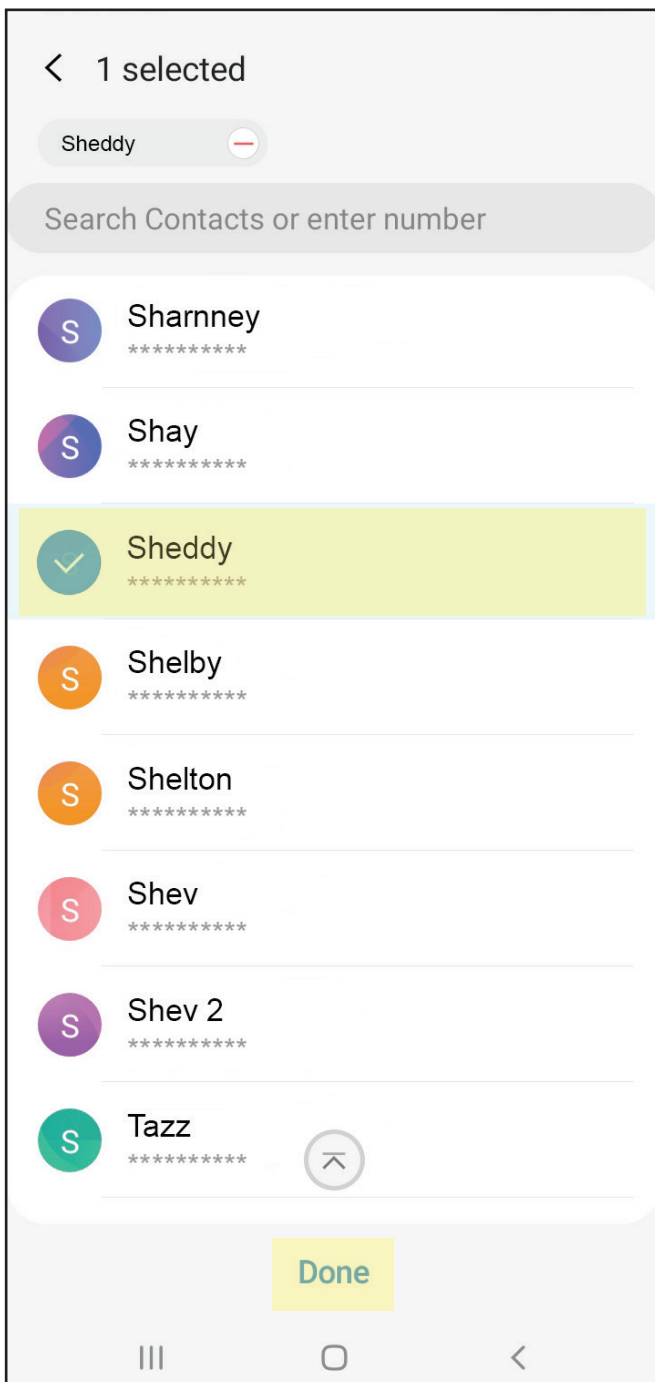 1 selected
Sheddy
Search Contacts or enter number
S Sharnney
**********
S Shay
**********
Sheddy
**********
S Shelby
**********
S Shelton
**********
S Shev
**********
S Shev 2
**********
S Tazz
**********
Done